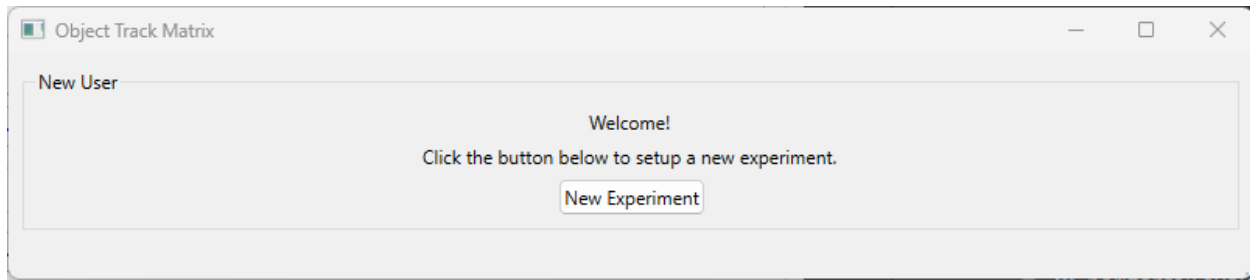 Object Track Matrix
New User
Welcome!
Click the button below to setup a new experiment.
New Experiment